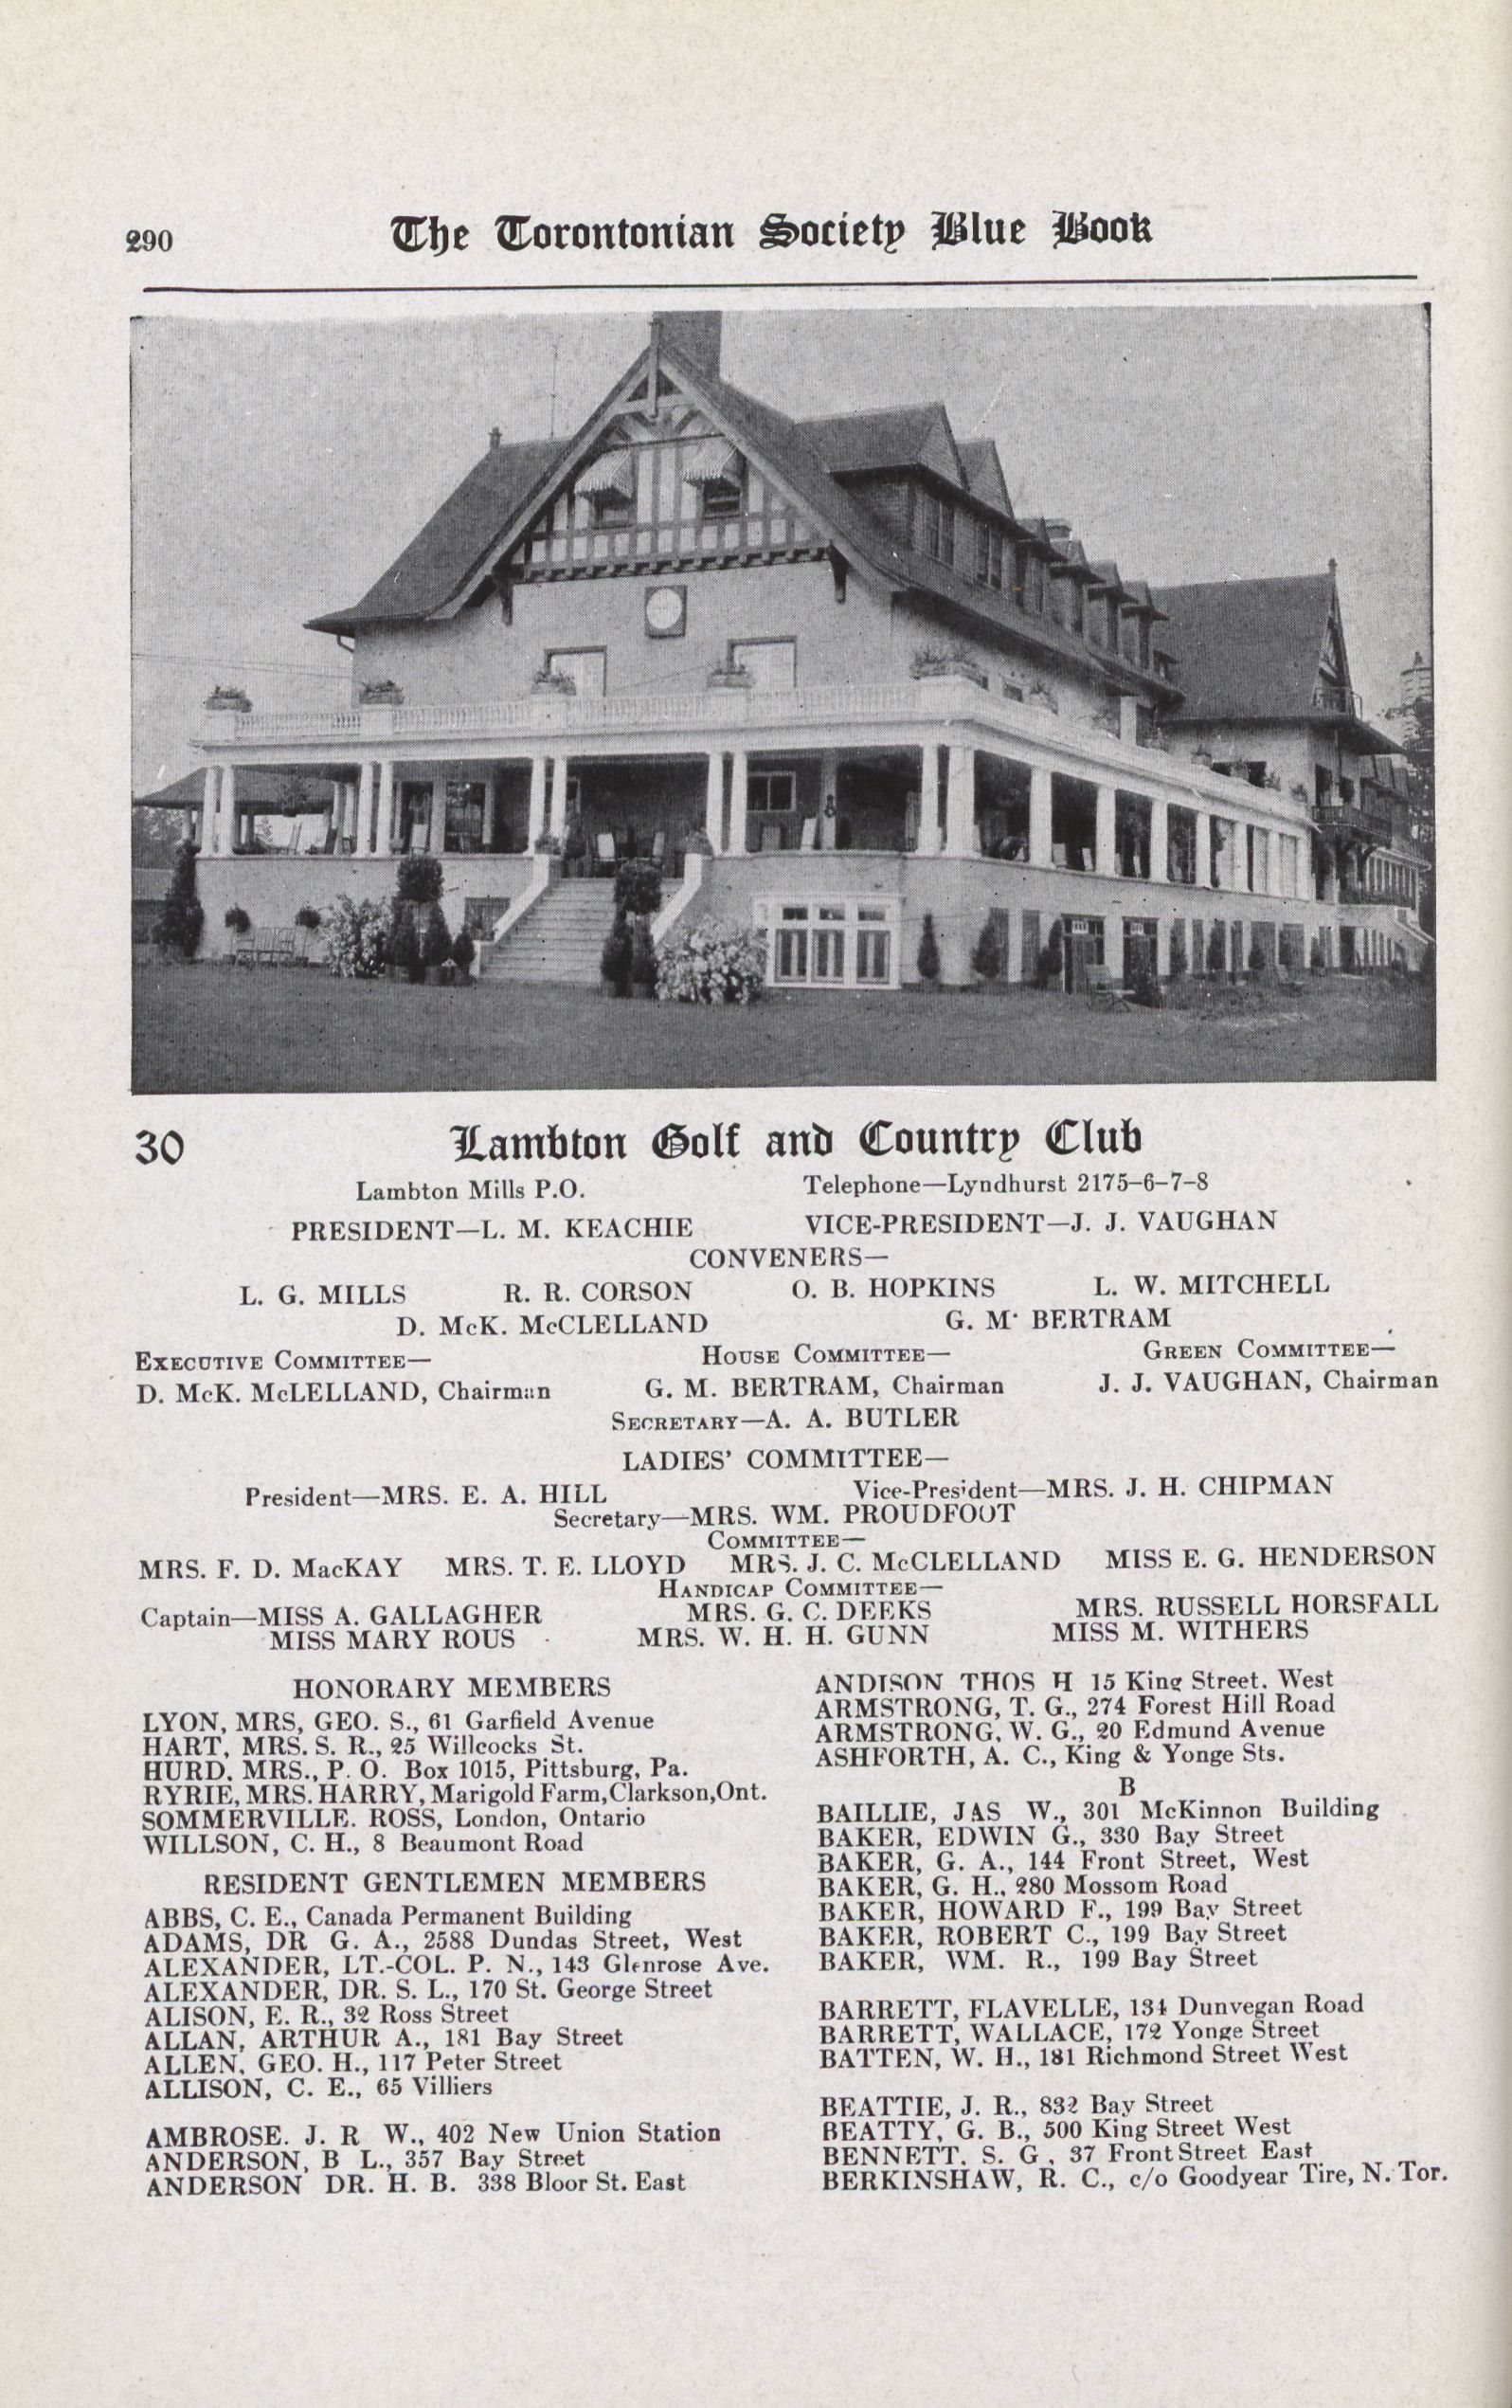 290
The Torontonian Society Blue Book
30 Lambton Golf and Country Club
Lambton Mills P.O. Telephone—Lyndhurst 2175-6-7-8
PRESIDENT—L. M. KEACHIE VICE-PRESIDENT—J. J. VAUGHAN
CONVENERS—
L. G. MILLS R. R. CORSON O. B. HOPKINS L. W. MITCHELL
D. McK. McCLELLAND G. M. BERTRAM
EXECUTIVE COMMITTEE— HOUSE COMMITTEE— GREEN COMMITTEE—
D. McK. McLELLAND, Chairman G. M. BERTRAM, Chairman J. J. VAUGHAN, Chairman
SECRETARY—A. A. BUTLER
LADIES' COMMITTEE—
President—MRS. E. A. HILL Vice-President—MRS. J. H. CHIPMAN
Secretary—MRS. WM. PROUDFOOT
COMMITTEE—
MRS. F. D. MacKAY MRS. T. E. LLOYD MRS. J. C. McCLELLAND MISS E. G. HENDERSON
HANDICAP COMMITTEE—
Captain—MISS A. GALLAGHER MRS. G. C. DEEKS MRS. RUSSELL HORSFALL
MISS MARY ROUS MRS. W. H. H. GUNN MISS M. WITHERS
HONORARY MEMBERS
LYON, MRS, GEO. S., 61 Garfield Avenue
HART, MRS. S. R., 25 Willcocks St.
HURD. MRS., P. O. Box 1015, Pittsburg, Pa.
RYRIE, MRS. HARRY, Marigold Farm, Clarkson, Ont.
SOMMERVILLE. ROSS, London, Ontario
WILLSON, C. H., 8 Beaumont Road
RESIDENT GENTLEMEN MEMBERS
ABBS, C. E., Canada Permanent Building
ADAMS, DR G. A., 2588 Dundas Street, West
ALEXANDER, LT.-COL. P. N., 143 Glenrose Ave.
ALEXANDER, DR. S. L., 170 St. George Street
ALISON, E. R., 32 Ross Street
ALLAN, ARTHUR A., 181 Bay Street
ALLEN, GEO. H., 117 Peter Street
ALLISON, C. E., 65 Villiers
AMBROSE. J. R W., 402 New Union Station
ANDERSON, B L., 357 Bay Street
ANDERSON DR. H. B. 338 Bloor St. East
ANDISON THOS H 15 King Street. West
ARMSTRONG, T. G., 274 Forest Hill Road
ARMSTRONG, W. G., 20 Edmund Avenue
ASHFORTH, A. C., King & Yonge Sts.
B
BAILLIE, JAS W., 301 McKinnon Building
BAKER, EDWIN G., 330 Bay Street
BAKER, G. A., 144 Front Street, West
BAKER, G. H., 280 Mossom Road
BAKER, HOWARD F., 199 Bay Street
BAKER, ROBERT C., 199 Bay Street
BAKER, WM. R., 199 Bay Street
BARRETT, FLAVELLE, 134 Dunvegan Road
BARRETT, WALLACE, 172 Yonge Street
BATTEN, W. H., 181 Richmond Street West
BEATTIE, J. R., 832 Bay Street
BEATTY, G. B., 500 King Street West
BENNETT. S. G , 37 Front Street East
BERKINSHAW, R. C., c/o Goodyear Tire, N. Tor.